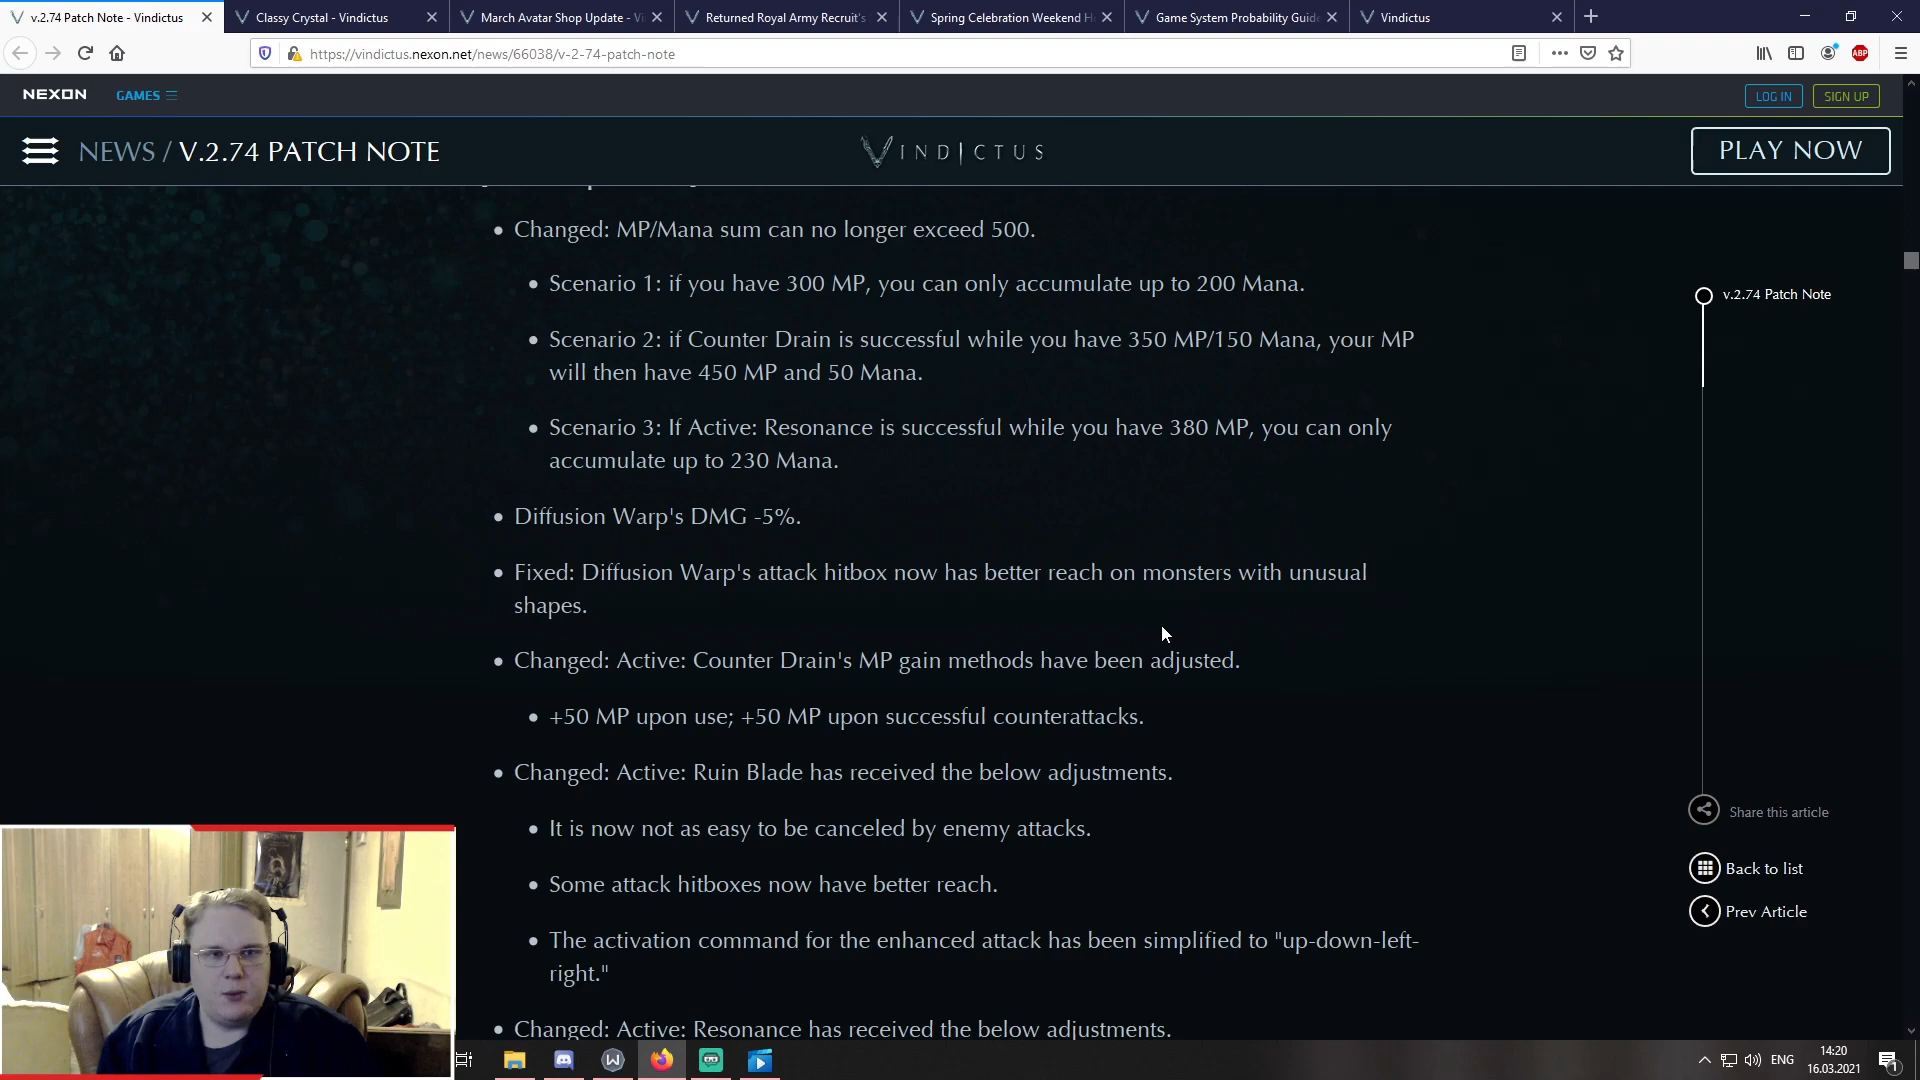 v.2.74 Patch Note - Vindictus
Classy Crystal - Vindictus
March Avatar Shop Update - Vi
Returned Royal Army Recruit's
Spring Celebration Weekend H
Game System Probability Guide
Vindictus
https://vindictus.nexon.net/news/66038/v-2-74-patch-note
ABP
NEXON
GAMES
LOG IN
SIGN UP
NEWS / V.2.74 PATCH NOTE
VINDICTUS
PLAY NOW
• Changed: MP/Mana sum can no longer exceed 500.
• Scenario 1: if you have 300 MP, you can only accumulate up to 200 Mana.
• Scenario 2: if Counter Drain is successful while you have 350 MP/150 Mana, your MP
will then have 450 MP and 50 Mana.
• Scenario 3: If Active: Resonance is successful while you have 380 MP, you can only
accumulate up to 230 Mana.
• Diffusion Warp's DMG -5%.
• Fixed: Diffusion Warp's attack hitbox now has better reach on monsters with unusual
shapes.
• Changed: Active: Counter Drain's MP gain methods have been adjusted.
• +50 MP upon use; +50 MP upon successful counterattacks.
• Changed: Active: Ruin Blade has received the below adjustments.
• It is now not as easy to be canceled by enemy attacks.
• Some attack hitboxes now have better reach.
• The activation command for the enhanced attack has been simplified to "up-down-left-
right."
• Changed: Active: Resonance has received the below adjustments.
v.2.74 Patch Note
Share this article
Back to list
Prev Article
ENG
14:20
16.03.2021
1